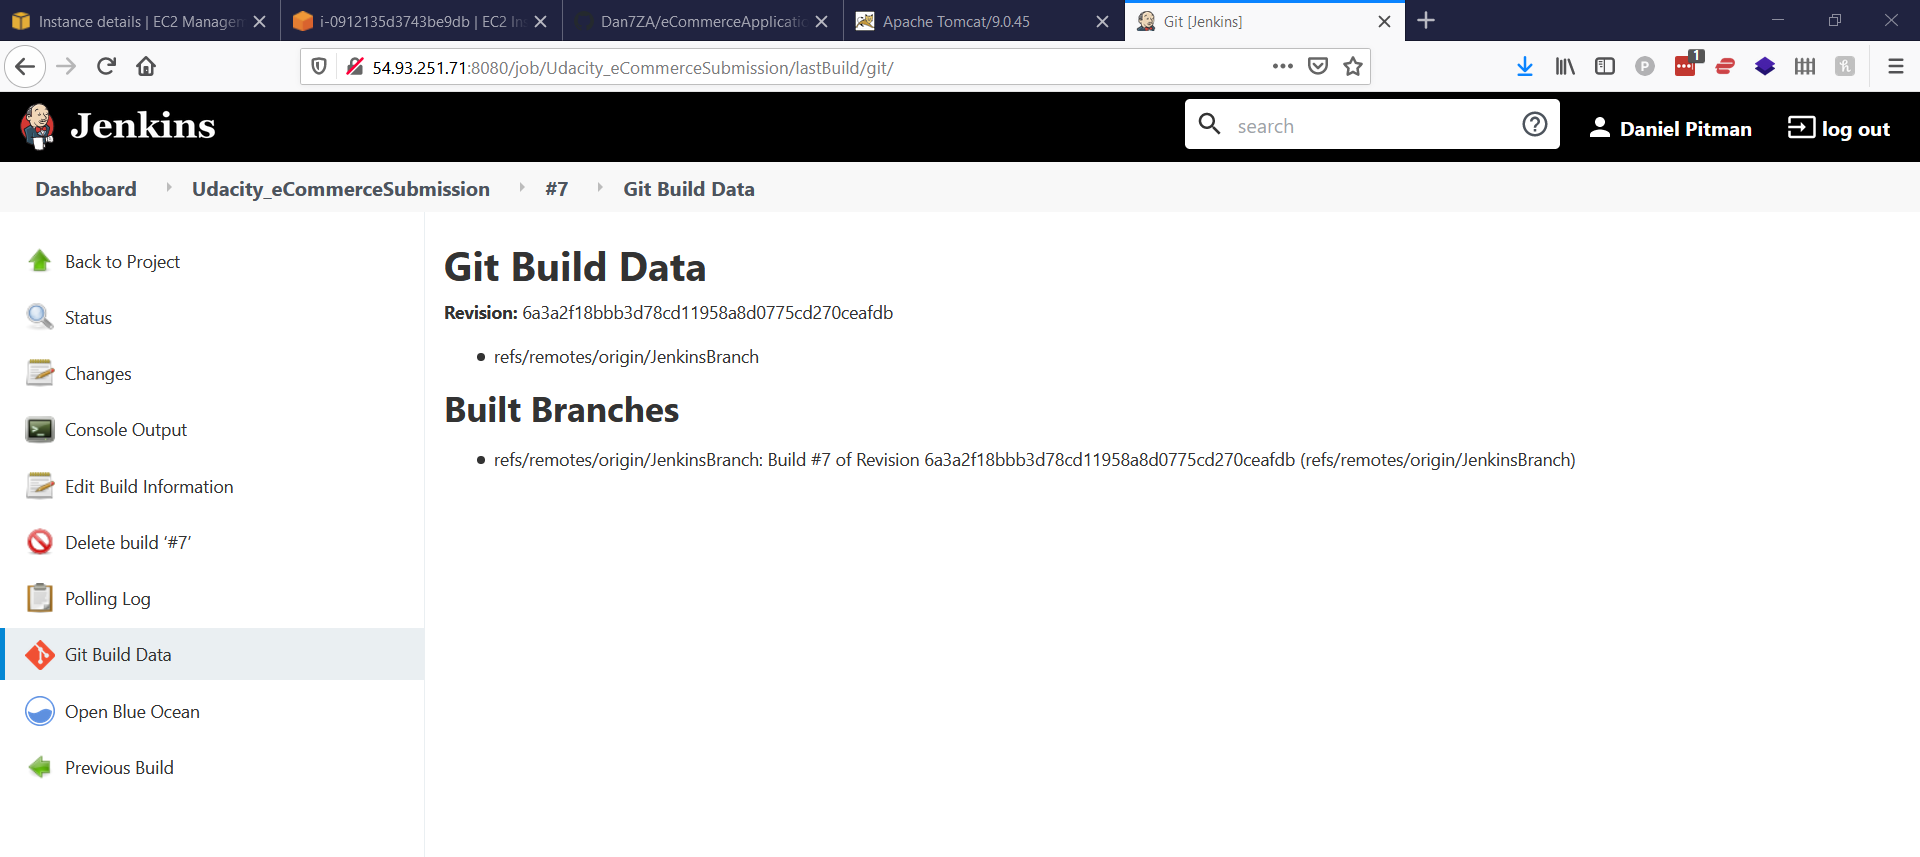 Instance details | EC2 Managem
i-0912135d3743be9db | EC2 In
Dan7ZA/eCommerceApplicatio
Apache Tomcat/9.0.45
Git [Jenkins]
54.93.251.71:8080/job/Udacity_eCommerceSubmission/lastBuild/git/
1
Jenkins
search
Daniel Pitman
log out
Dashboard
Udacity_eCommerceSubmission
#7
Git Build Data
Back to Project
Status
Changes
Console Output
Edit Build Information
Delete build ‘#7’
Polling Log
Git Build Data
Open Blue Ocean
Previous Build
Git Build Data
Revision: 6a3a2f18bbb3d78cd11958a8d0775cd270ceafdb
refs/remotes/origin/JenkinsBranch
Built Branches
refs/remotes/origin/JenkinsBranch: Build #7 of Revision 6a3a2f18bbb3d78cd11958a8d0775cd270ceafdb (refs/remotes/origin/JenkinsBranch)